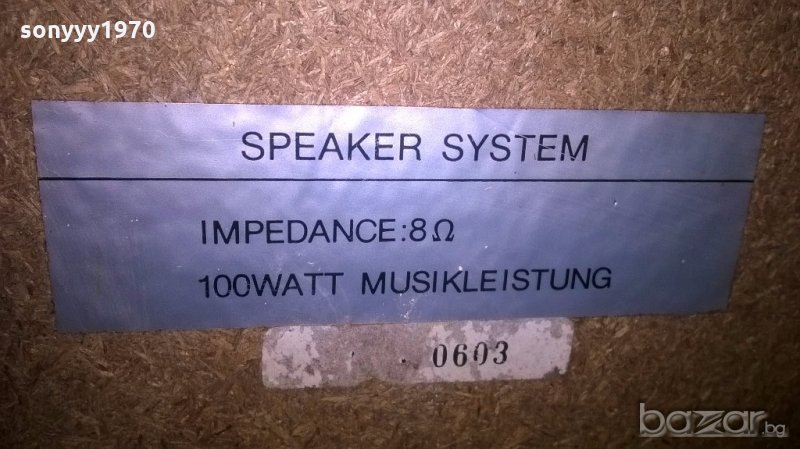 sonyyy1970
SPEAKER SYSTEM
IMPEDANCE:8Ω
100WATT MUSIKLEISTUNG
0603
bazar.bg